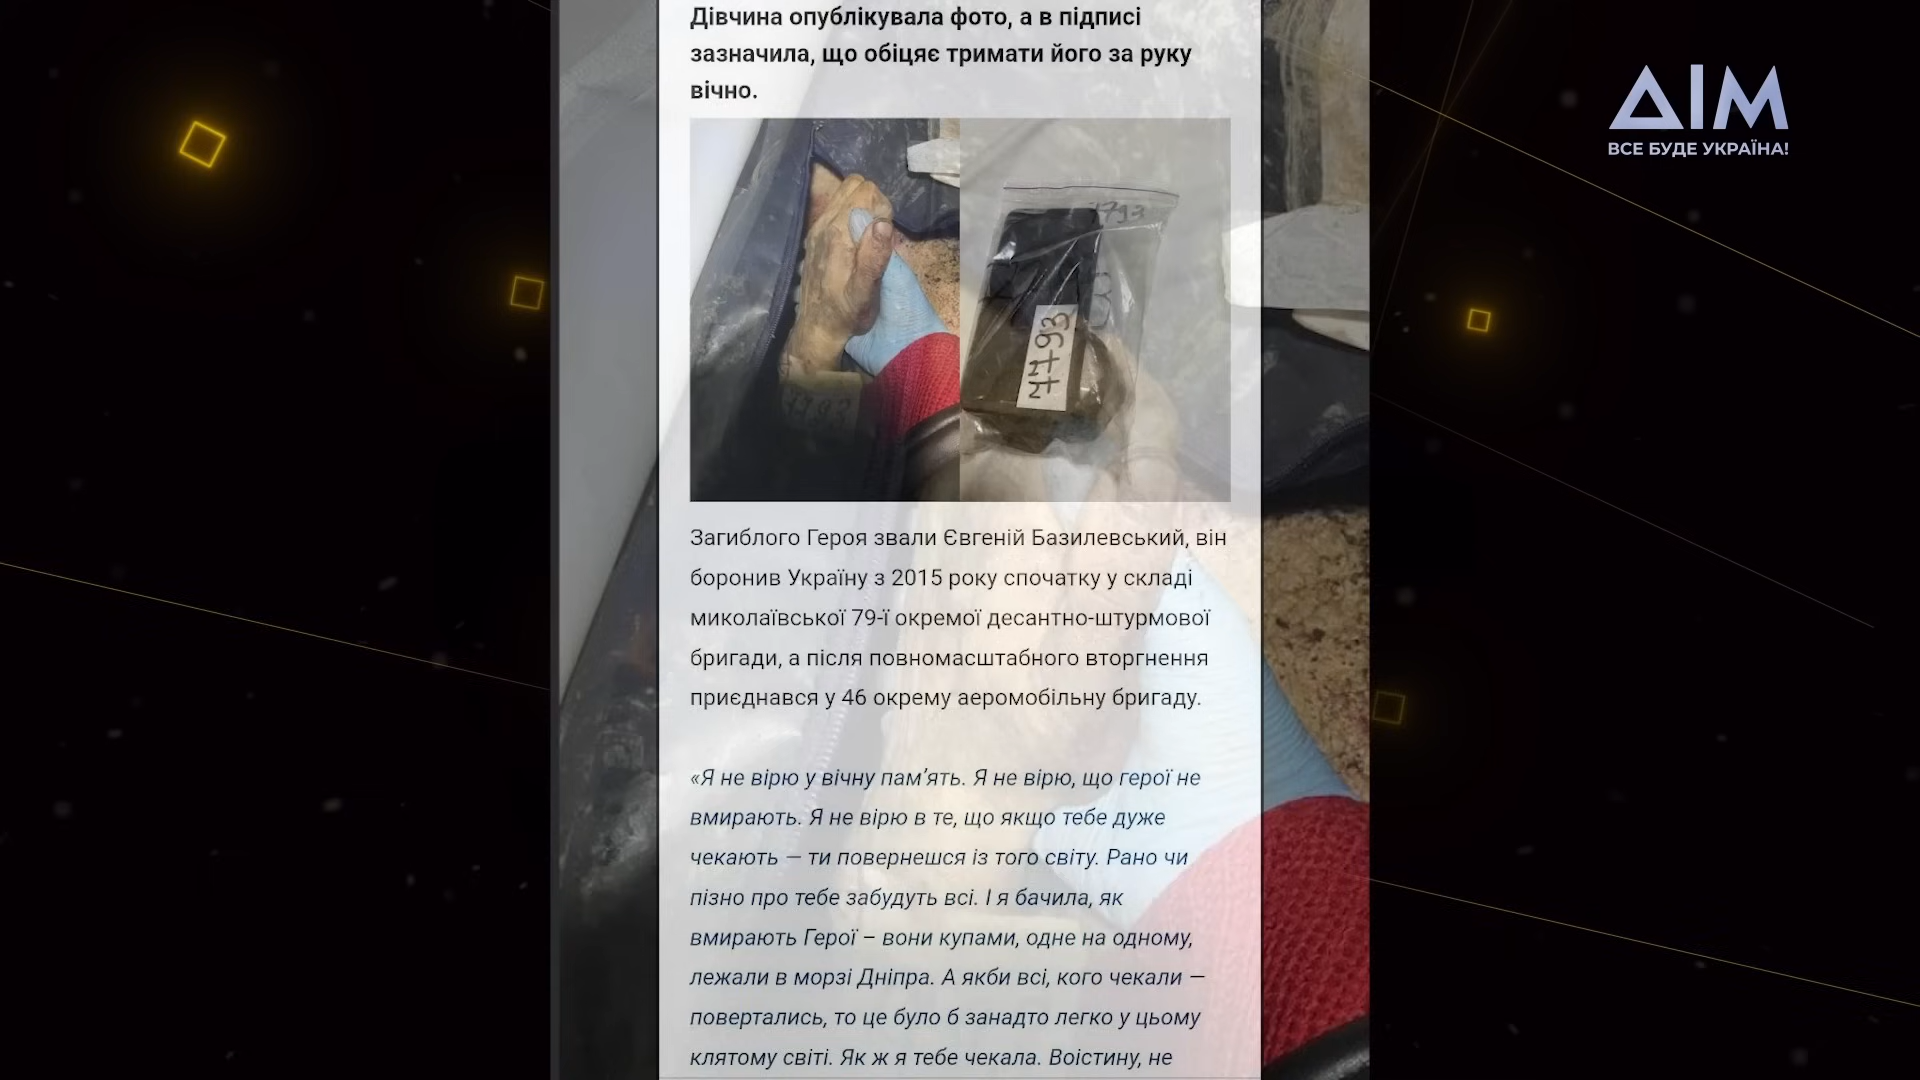 Дівчина опублікувала фото, а в підписі
зазначила, що обіцяє тримати його за руку
вічно.
ДІМ
ВСЕ БУДЕ УКРАЇНА!
7793
7793
7793
Загиблого Героя звали Євгеній Базилевський, він
боронив Україну з 2015 року спочатку у складі
миколаївської 79-ї окремої десантно-штурмової
бригади, а після повномасштабного вторгнення
приєднався у 46 окрему аеромобільну бригаду.
«Я не вірю у вічну пам’ять. Я не вірю, що герої не
вмирають. Я не вірю в те, що якщо тебе дуже
чекають — ти повернешся із того світу. Рано чи
пізно про тебе забудуть всі. І я бачила, як
вмирають Герої – вони купами, одне на одному,
лежали в морзі Дніпра. А якби всі, кого чекали —
повертались, то це було б занадто легко у цьому
клятому світі. Як ж я тебе чекала. Воістину, не